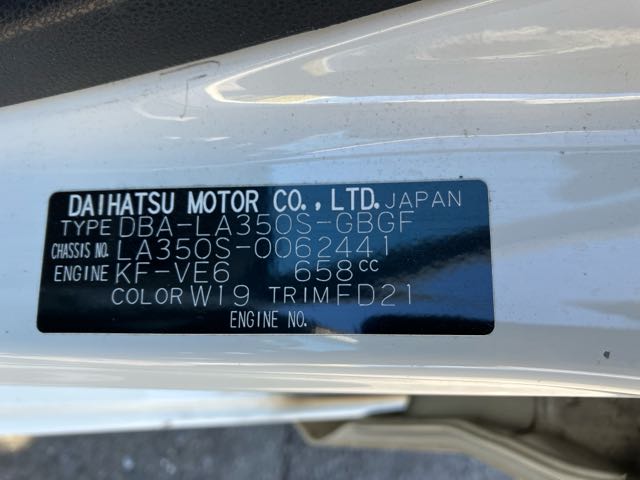 DAIHATSU MOTOR CO., LTD. JAPAN
TYPE DBA-LA350S-GBGF
CHASSIS NO. LA350S-0062441
ENGINE KF-VE6 658cc
COLOR W19 TRIM FD21
ENGINE NO.